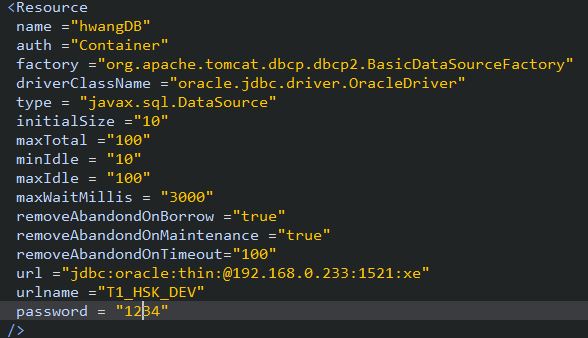 <Resource
name ="hwangDB"
auth ="Container"
factory ="org.apache.tomcat.dbcp.dbcp2.BasicDataSourceFactory"
driverClassName ="oracle.jdbc.driver.OracleDriver"
type = "javax.sql.DataSource"
initialSize ="10"
maxTotal ="100"
minIdle = "10"
maxIdle = "100"
maxWaitMillis = "3000"
removeAbandondOnBorrow ="true"
removeAbandondOnMaintenance ="true"
removeAbandondOnTimeout="100"
url ="jdbc:oracle:thin:@192.168.0.233:1521:xe"
urlname ="T1_HSK_DEV"
password = "1234"
/>